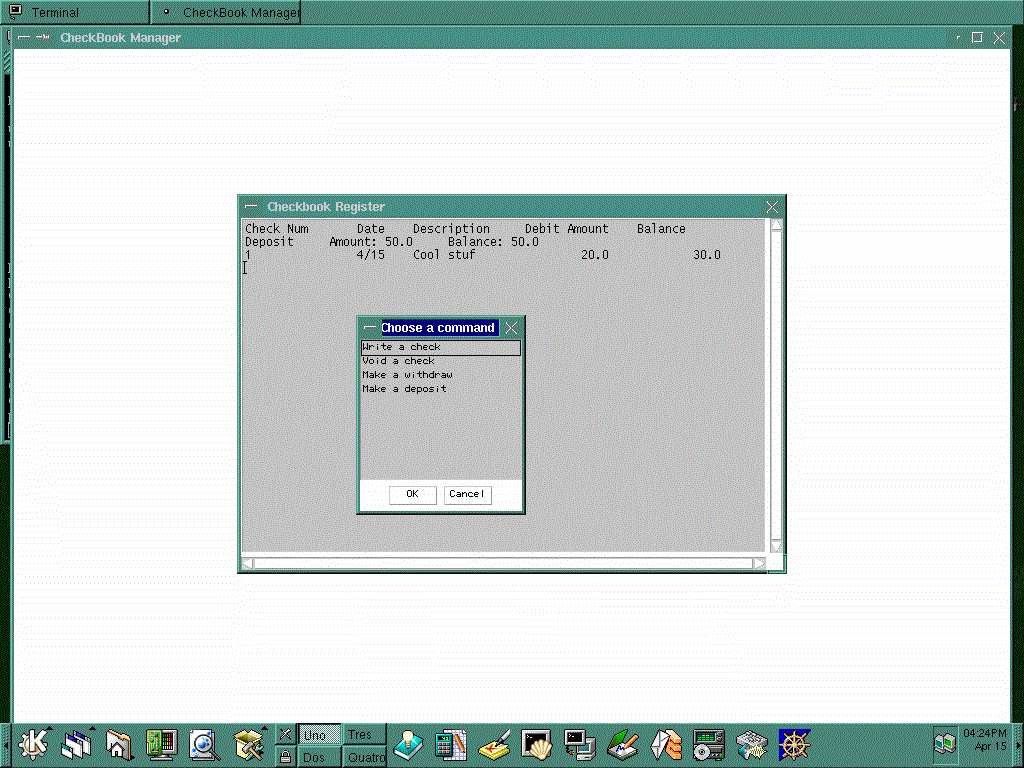 Terminal
CheckBook Manager
CheckBook Manager
Checkbook Register
Check Num Date Description Debit Amount Balance
Deposit Amount: 50.0 Balance: 50.0
1 4/15 Cool stuf 20.0 30.0
Choose a command
Write a check
Void a check
Make a withdraw
Make a deposit
OK Cancel
Uno Tres
Dos Quatro
04:24PM
Apr 15